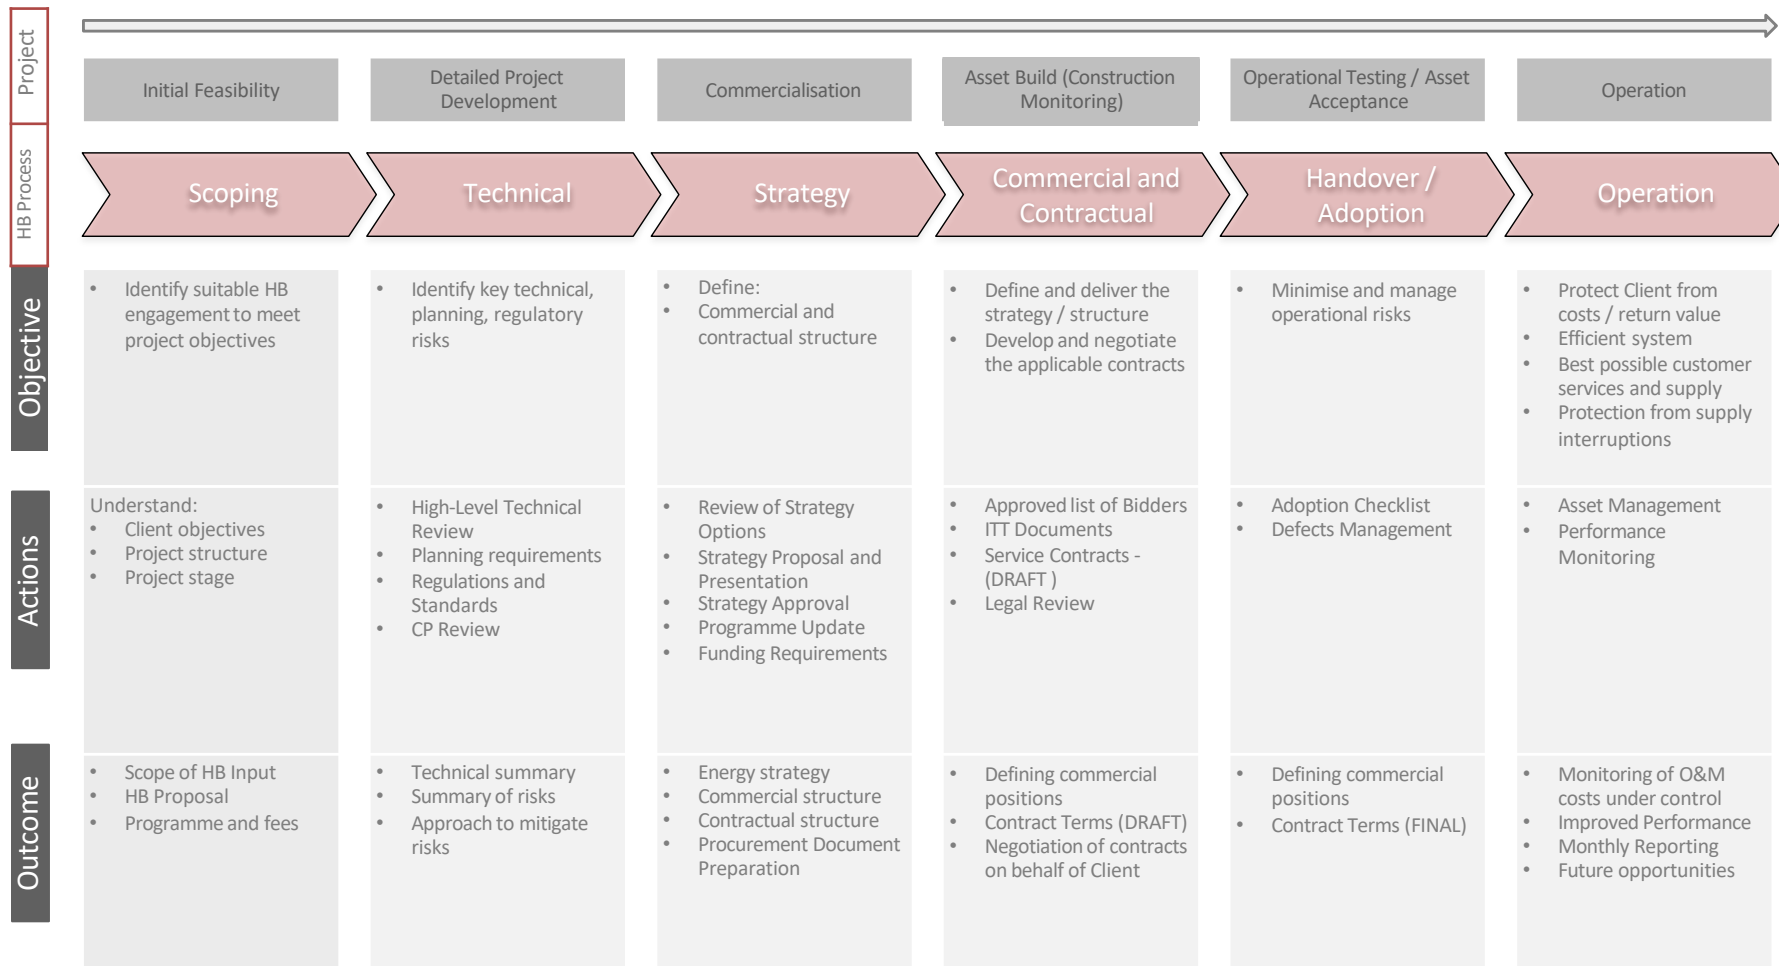 Project
Initial Feasibility
Detailed Project
Development
Commercialisation
Asset Build (Construction
Monitoring)
Operational Testing / Asset
Acceptance
Operation
HB Process
Scoping
Technical
Strategy
Commercial and
Contractual
Handover /
Adoption
Operation
Objective
• Identify suitable HB
engagement to meet
project objectives
• Identify key technical,
planning, regulatory
risks
• Define:
• Commercial and
contractual structure
• Define and deliver the
strategy / structure
• Develop and negotiate
the applicable contracts
• Minimise and manage
operational risks
• Protect Client from
costs / return value
• Efficient system
• Best possible customer
services and supply
• Protection from supply
interruptions
Actions
Understand:
• Client objectives
• Project structure
• Project stage
• High-Level Technical
Review
• Planning requirements
• Regulations and
Standards
• CP Review
• Review of Strategy
Options
• Strategy Proposal and
Presentation
• Strategy Approval
• Programme Update
• Funding Requirements
• Approved list of Bidders
• ITT Documents
• Service Contracts -
(DRAFT )
• Legal Review
• Adoption Checklist
• Defects Management
• Asset Management
• Performance
Monitoring
Outcome
• Scope of HB Input
• HB Proposal
• Programme and fees
• Technical summary
• Summary of risks
• Approach to mitigate
risks
• Energy strategy
• Commercial structure
• Contractual structure
• Procurement Document
Preparation
• Defining commercial
positions
• Contract Terms (DRAFT)
• Negotiation of contracts
on behalf of Client
• Defining commercial
positions
• Contract Terms (FINAL)
• Monitoring of O&M
costs under control
• Improved Performance
• Monthly Reporting
• Future opportunities